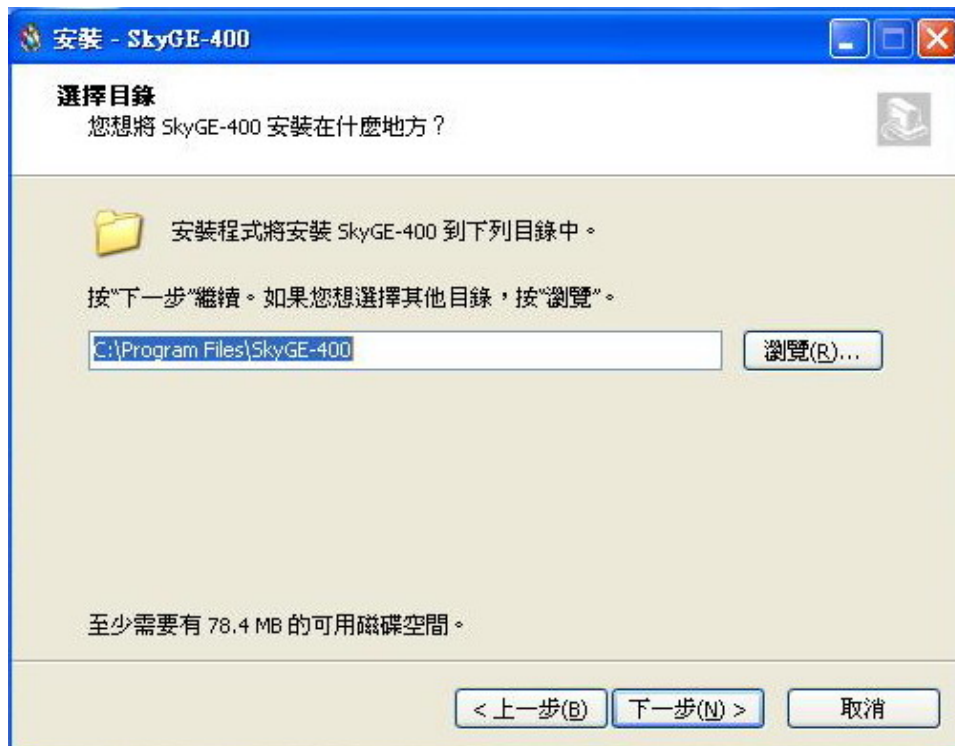 安裝 - SkyGE-400
選擇目錄
您想將 SkyGE-400 安裝在什麼地方？
安裝程式將安裝 SkyGE-400 到下列目錄中。
按"下一步"繼續。如果您想選擇其他目錄，按"瀏覽"。
C:\Program Files\SkyGE-400
瀏覽(R)...
至少需要有 78.4 MB 的可用磁碟空間。
< 上一步(B) 下一步(N) > 取消